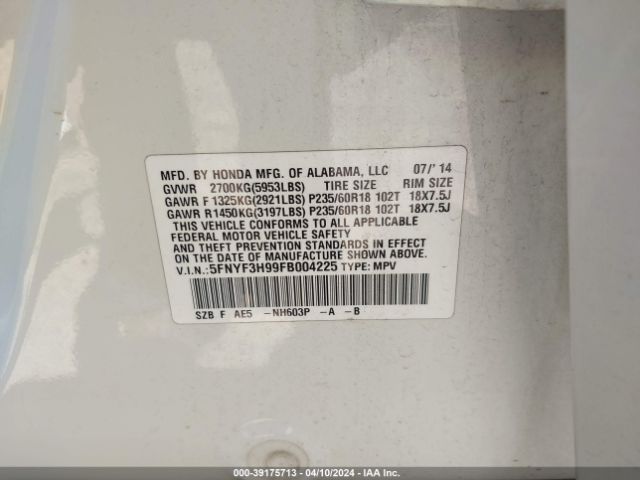 MFD. BY HONDA MFG. OF ALABAMA, LLC 07/' 14
GVWR 2700KG(5953LBS) TIRE SIZE RIM SIZE
GAWR F 1325KG(2921LBS) P235/60R18 102T 18X7.5J
GAWR R1450KG(3197LBS) P235/60R18 102T 18X7.5J
THIS VEHICLE CONFORMS TO ALL APPLICABLE
FEDERAL MOTOR VEHICLE SAFETY
AND THEFT PREVENTION STANDARDS IN EFFECT
ON THE DATE OF MANUFACTURE SHOWN ABOVE.
V.I.N.:5FNYF3H99FB004225 TYPE: MPV
SZB F AE5 -NH603P -A -B
000-39175713 - 04/10/2024 - IAA Inc.